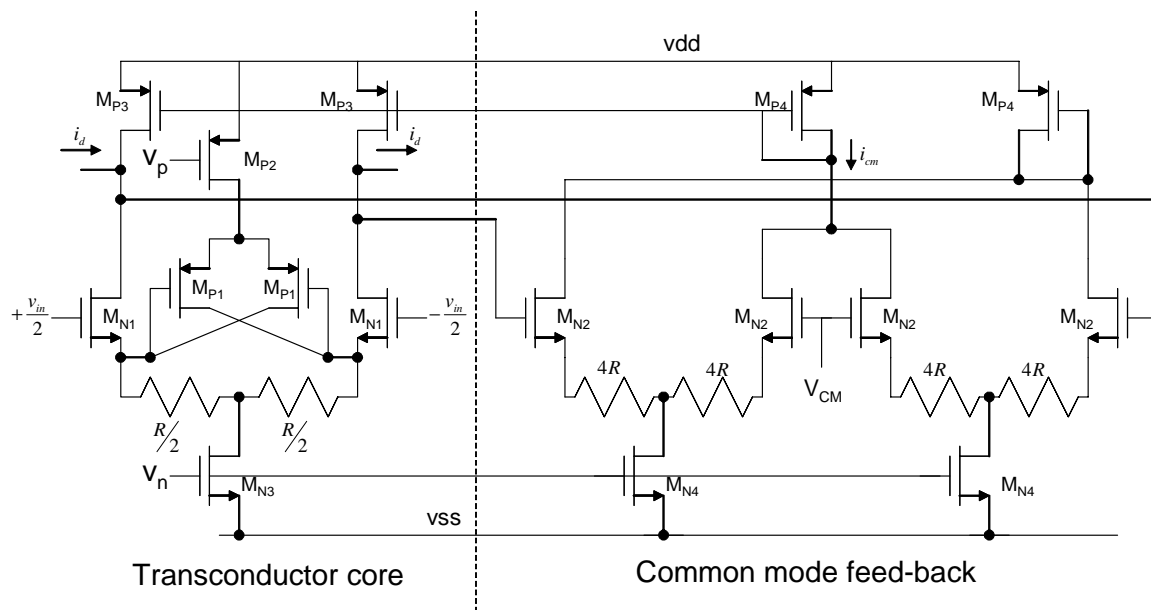 vdd
M_P3
M_P3
M_P4
M_P4
i_d
i_d
i_cm
V_p
M_P2
M_P1
M_P1
+v_in/2
M_N1
M_N1
-v_in/2
M_N2
M_N2
M_N2
M_N2
4R
4R
4R
4R
V_CM
R/2
R/2
V_n
M_N3
M_N4
M_N4
vss
Transconductor core
Common mode feed-back